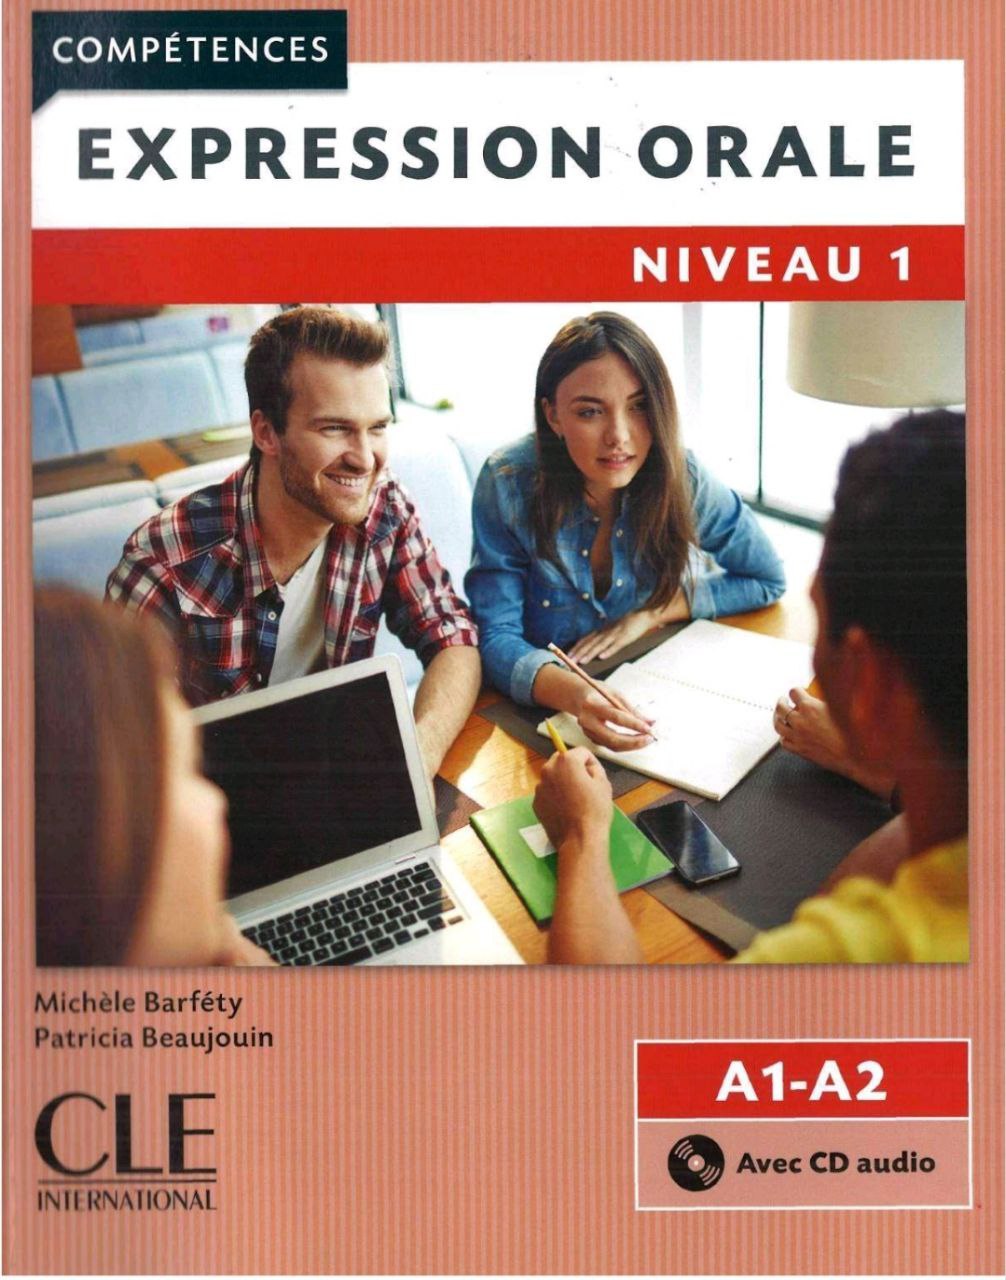 COMPÉTENCES
EXPRESSION ORALE
NIVEAU 1
Michèle Barféty
Patricia Beaujouin
CLE
INTERNATIONAL
A1-A2
Avec CD audio